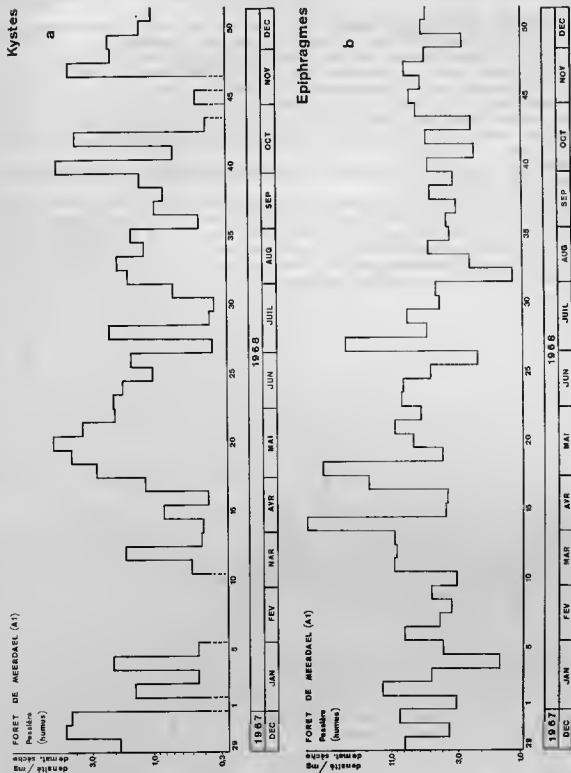 Kystes
a
FORET DE MEERDAEL (A1)
Pessière
(humus)
densité / mg
de mat. sèche
3,0
1,0
0,3
29 1 5 10 15 20 25 30 35 40 45 50
1967 1968
DEC JAN FEV MAR AVR MAI JUN JUIL AUG SEP OCT NOV DEC
Epiphragmes
b
FORET DE MEERDAEL (A1)
Pessière
(humus)
densité / mg
de mat. sèche
10,0
3,0
1,0
29 1 5 10 15 20 25 30 35 40 45 50
1967 1968
DEC JAN FEV MAR AVR MAI JUN JUIL AUG SEP OCT NOV DEC